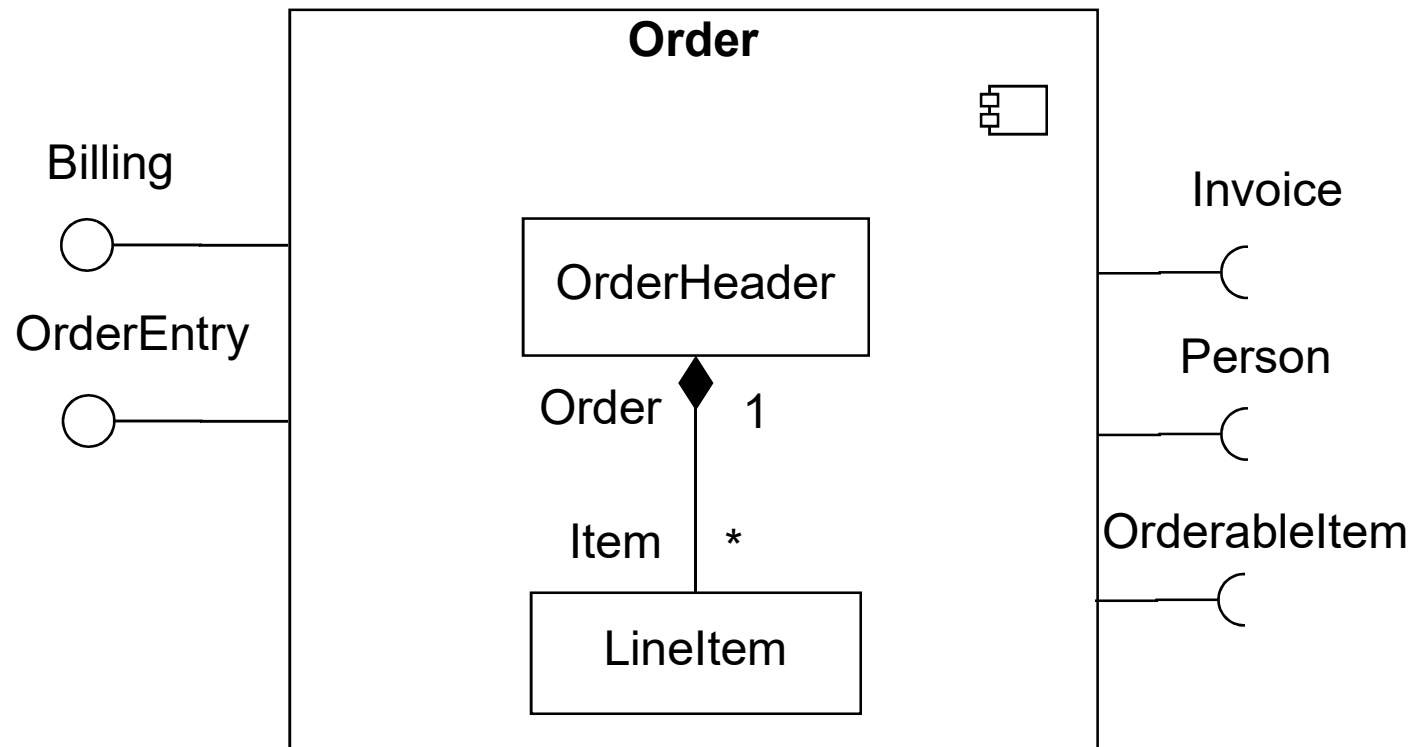 Order
Billing
Invoice
OrderHeader
OrderEntry
Person
Order 1
OrderableItem
Item *
LineItem